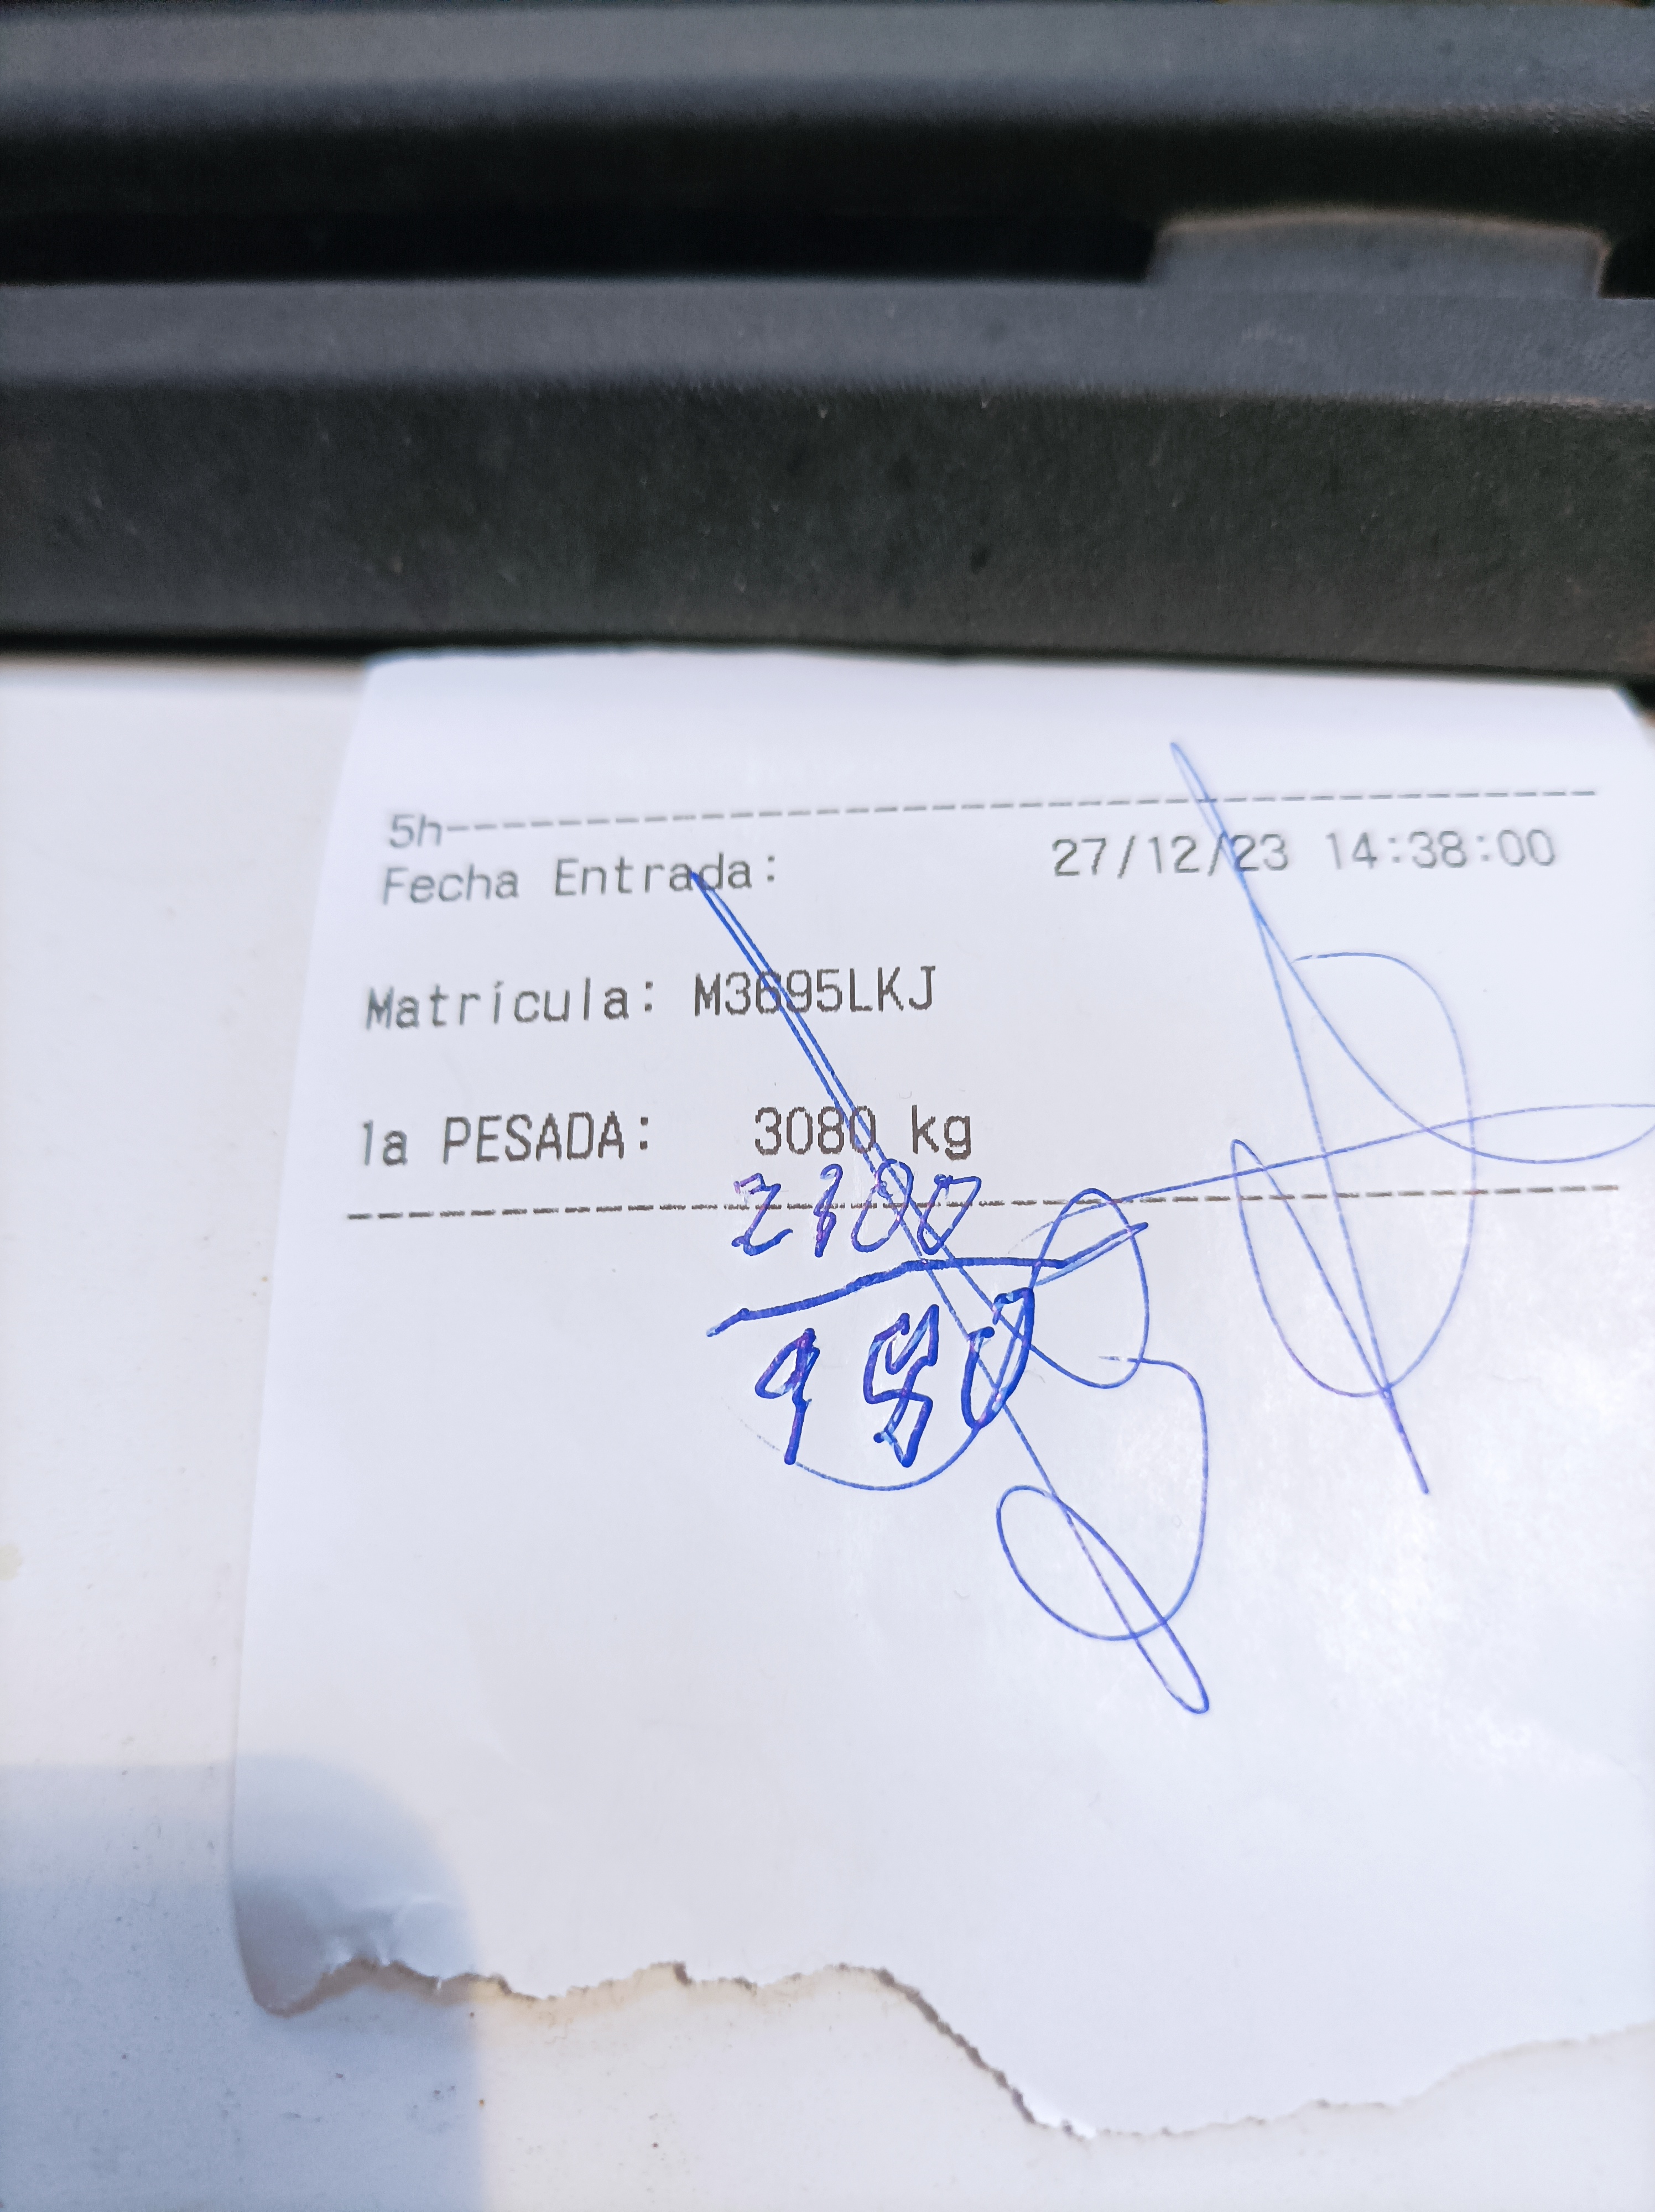 5h--------------------------------------------------
Fecha Entrada: 27/12/23 14:38:00
Matrícula: M3695LKJ
1a PESADA: 3080 kg
2100
980